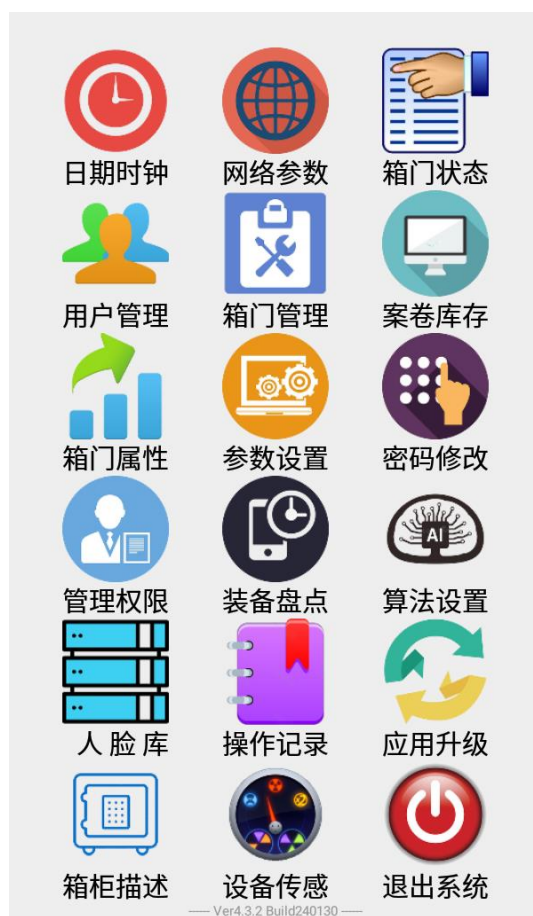 日期时钟 网络参数 箱门状态
用户管理 箱门管理 案卷库存
箱门属性 参数设置 密码修改
AI
管理权限 装备盘点 算法设置
人脸库 操作记录 应用升级
箱柜描述 设备传感 退出系统
Ver4.3.2 Build240130